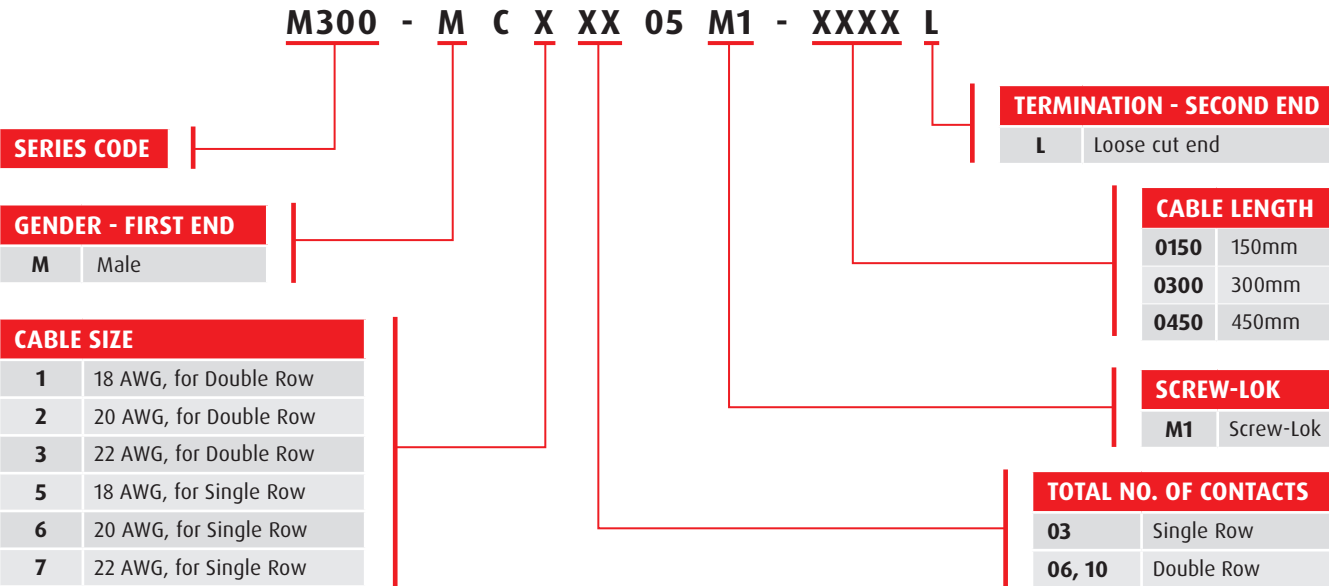 M300 - M C X XX 05 M1 - XXXX L
SERIES CODE
GENDER - FIRST END
M Male
CABLE SIZE
1 18 AWG, for Double Row
2 20 AWG, for Double Row
3 22 AWG, for Double Row
5 18 AWG, for Single Row
6 20 AWG, for Single Row
7 22 AWG, for Single Row
TERMINATION - SECOND END
L Loose cut end
CABLE LENGTH
0150 150mm
0300 300mm
0450 450mm
SCREW-LOK
M1 Screw-Lok
TOTAL NO. OF CONTACTS
03 Single Row
06, 10 Double Row